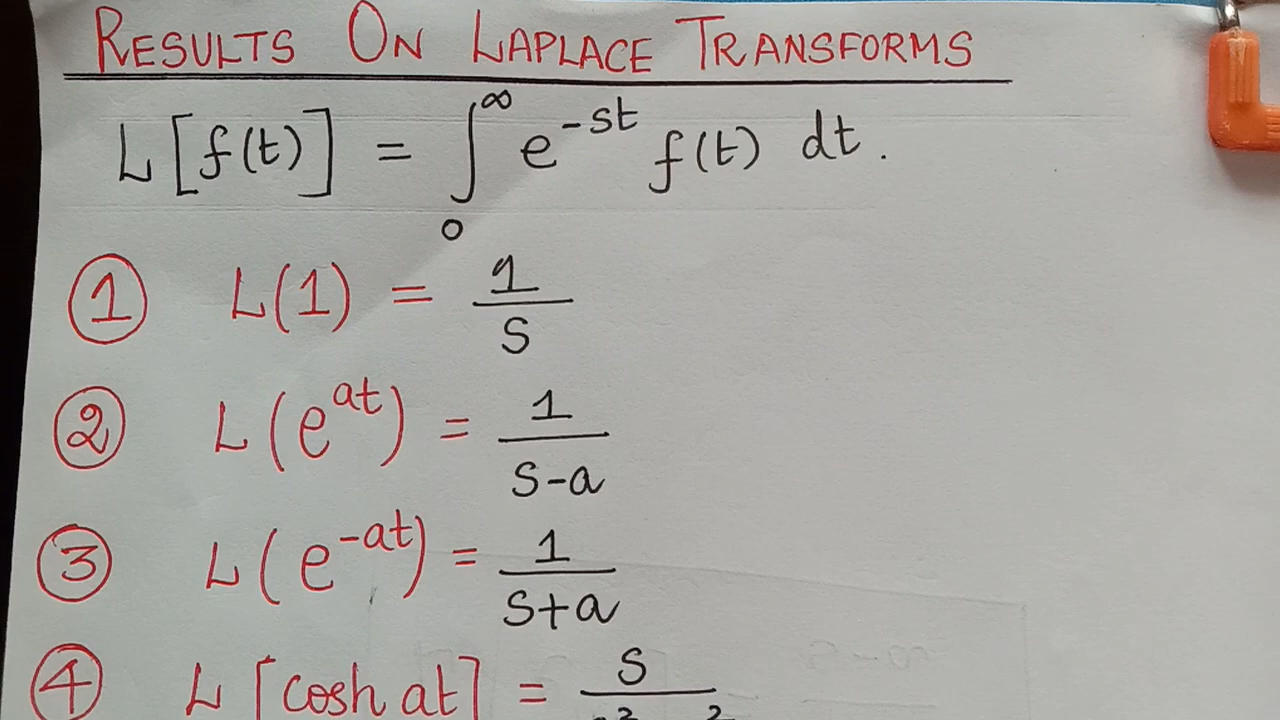 RESULTS ON LAPLACE TRANSFORMS
L[f(t)] = ∫₀^∞ e^{-st} f(t) dt.
① L(1) = 1/s
② L(e^{at}) = 1/(s-a)
③ L(e^{-at}) = 1/(s+a)
④ L[cosh at] = s